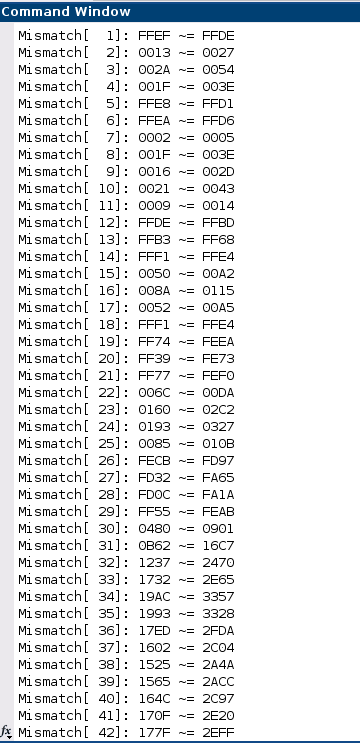 Command Window
Mismatch[  1]: FFEF ~= FFDE
Mismatch[  2]: 0013 ~= 0027
Mismatch[  3]: 002A ~= 0054
Mismatch[  4]: 001F ~= 003E
Mismatch[  5]: FFE8 ~= FFD1
Mismatch[  6]: FFEA ~= FFD6
Mismatch[  7]: 0002 ~= 0005
Mismatch[  8]: 001F ~= 003E
Mismatch[  9]: 0016 ~= 002D
Mismatch[ 10]: 0021 ~= 0043
Mismatch[ 11]: 0009 ~= 0014
Mismatch[ 12]: FFDE ~= FFBD
Mismatch[ 13]: FFB3 ~= FF68
Mismatch[ 14]: FFF1 ~= FFE4
Mismatch[ 15]: 0050 ~= 00A2
Mismatch[ 16]: 008A ~= 0115
Mismatch[ 17]: 0052 ~= 00A5
Mismatch[ 18]: FFF1 ~= FFE4
Mismatch[ 19]: FF74 ~= FEEA
Mismatch[ 20]: FF39 ~= FE73
Mismatch[ 21]: FF77 ~= FEF0
Mismatch[ 22]: 006C ~= 00DA
Mismatch[ 23]: 0160 ~= 02C2
Mismatch[ 24]: 0193 ~= 0327
Mismatch[ 25]: 0085 ~= 010B
Mismatch[ 26]: FECB ~= FD97
Mismatch[ 27]: FD32 ~= FA65
Mismatch[ 28]: FD0C ~= FA1A
Mismatch[ 29]: FF55 ~= FEAB
Mismatch[ 30]: 0480 ~= 0901
Mismatch[ 31]: 0B62 ~= 16C7
Mismatch[ 32]: 1237 ~= 2470
Mismatch[ 33]: 1732 ~= 2E65
Mismatch[ 34]: 19AC ~= 3357
Mismatch[ 35]: 1993 ~= 3328
Mismatch[ 36]: 17ED ~= 2FDA
Mismatch[ 37]: 1602 ~= 2C04
Mismatch[ 38]: 1525 ~= 2A4A
Mismatch[ 39]: 1565 ~= 2ACC
Mismatch[ 40]: 164C ~= 2C97
Mismatch[ 41]: 170F ~= 2E20
fx Mismatch[ 42]: 177F ~= 2EFF